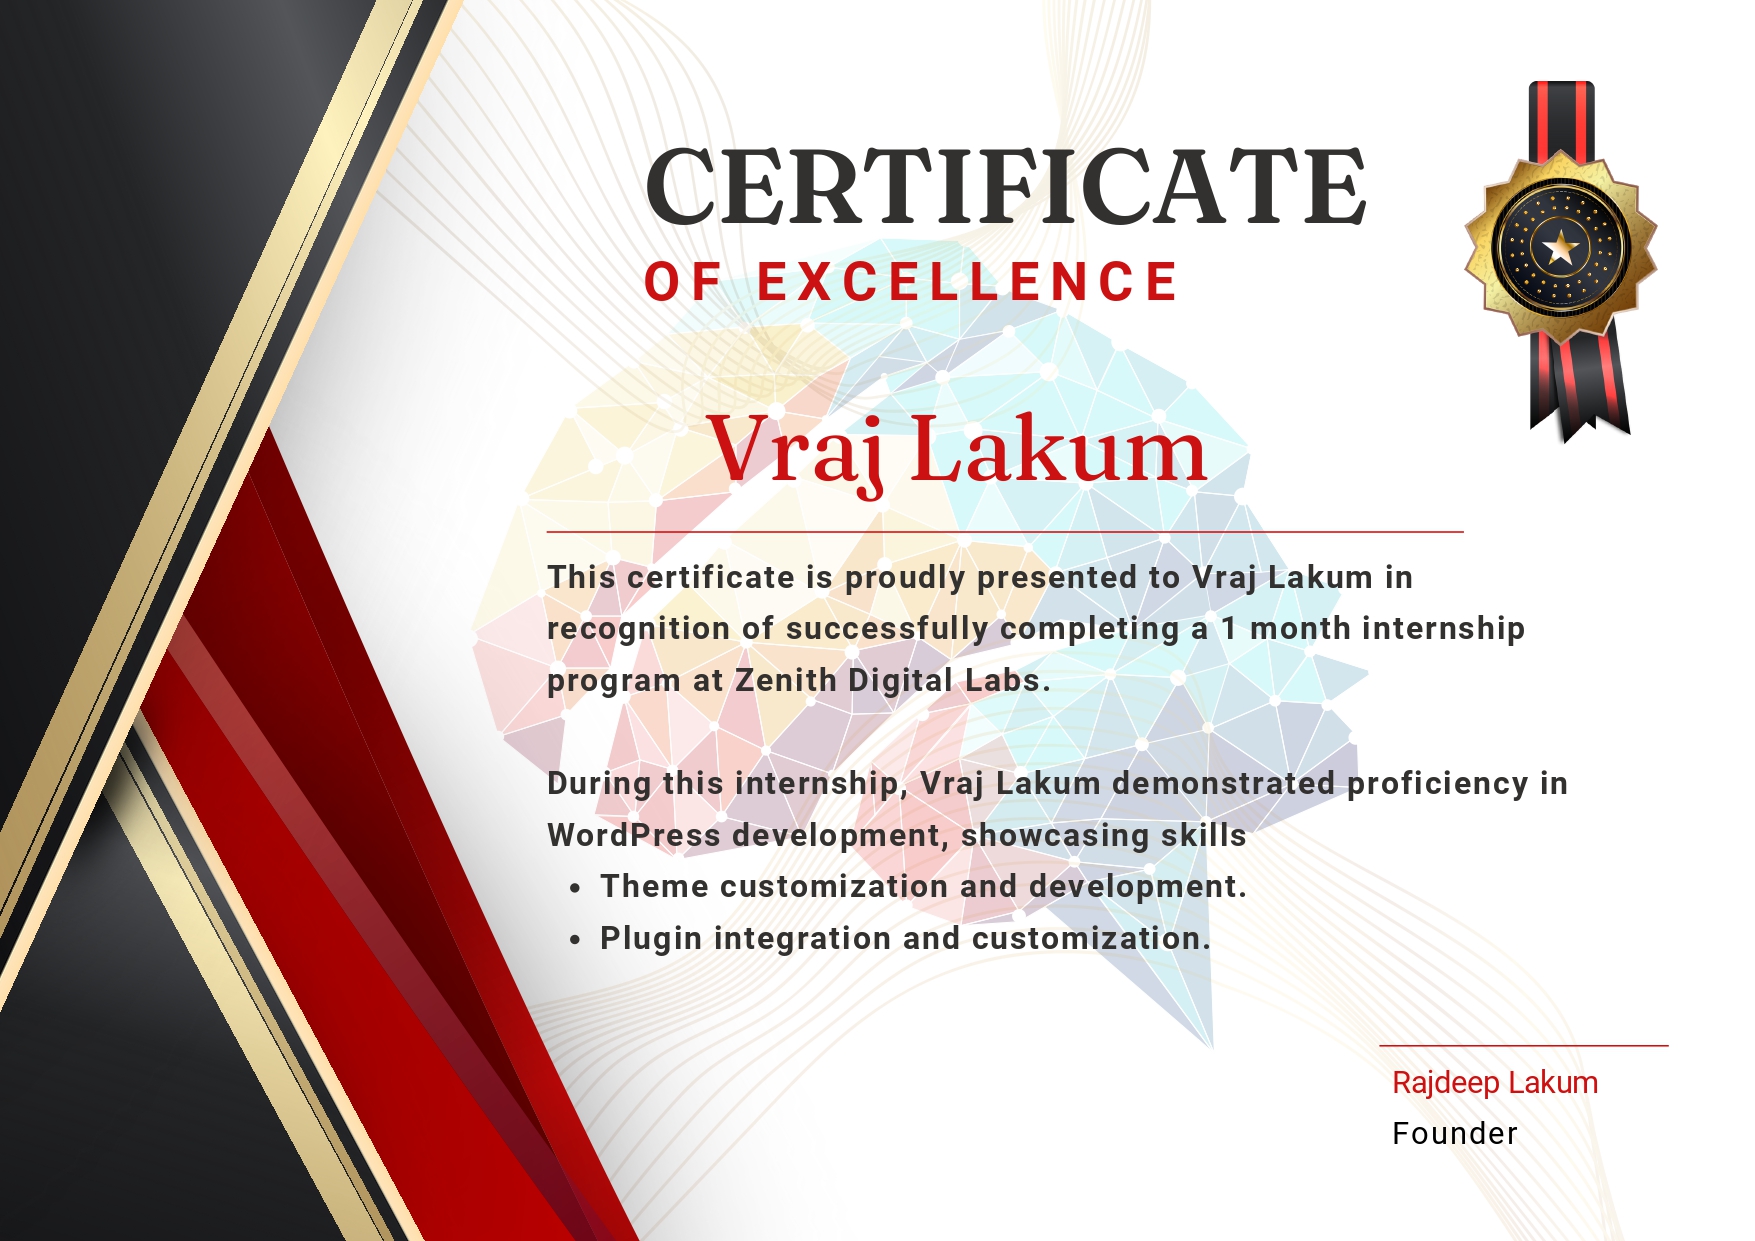 CERTIFICATE
OF EXCELLENCE
Vraj Lakum
This certificate is proudly presented to Vraj Lakum in
recognition of successfully completing a 1 month internship
program at Zenith Digital Labs.
During this internship, Vraj Lakum demonstrated proficiency in
WordPress development, showcasing skills
• Theme customization and development.
• Plugin integration and customization.
Rajdeep Lakum
Founder